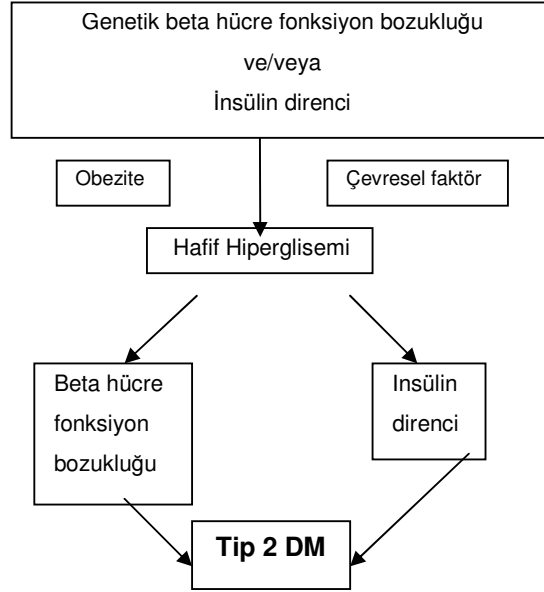 Genetik beta hücre fonksiyon bozukluğu
ve/veya
İnsülin direnci
Obezite
Çevresel faktör
Hafif Hiperglisemi
Beta hücre
fonksiyon
bozukluğu
Insülin
direnci
Tip 2 DM